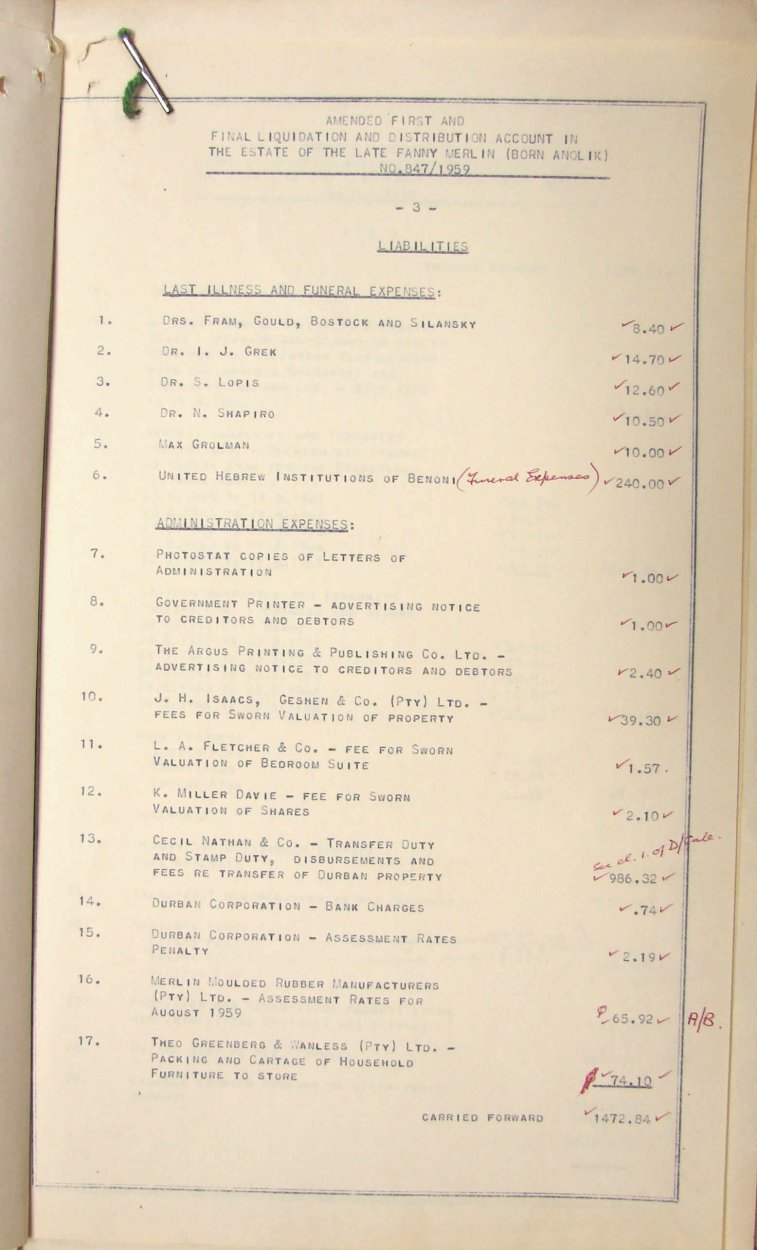 AMENDED FIRST AND
FINAL LIQUIDATION AND DISTRIBUTION ACCOUNT IN
THE ESTATE OF THE LATE FANNY MERLIN (BORN ANOLIK)
NO.847/1959
- 3 -
LIABILITIES
LAST ILLNESS AND FUNERAL EXPENSES:
1. DRS. FRAM, GOULD, BOSTOCK AND SILANSKY ✓8.40✓
2. DR. I. J. GREK ✓14.70✓
3. DR. S. LOPIS ✓12.60✓
4. DR. N. SHAPIRO ✓10.50✓
5. MAX GROLMAN ✓10.00✓
6. UNITED HEBREW INSTITUTIONS OF BENONI (Funeral Expenses) ✓240.00✓
ADMINISTRATION EXPENSES:
7. PHOTOSTAT COPIES OF LETTERS OF
ADMINISTRATION ✓1.00✓
8. GOVERNMENT PRINTER – ADVERTISING NOTICE
TO CREDITORS AND DEBTORS ✓1.00✓
9. THE ARGUS PRINTING & PUBLISHING CO. LTD. –
ADVERTISING NOTICE TO CREDITORS AND DEBTORS ✓2.40✓
10. J. H. ISAACS, GESHEN & CO. (PTY) LTD. –
FEES FOR SWORN VALUATION OF PROPERTY ✓39.30✓
11. L. A. FLETCHER & CO. – FEE FOR SWORN
VALUATION OF BEDROOM SUITE ✓1.57.
12. K. MILLER DAVIE – FEE FOR SWORN
VALUATION OF SHARES ✓2.10✓
13. CECIL NATHAN & CO. – TRANSFER DUTY
AND STAMP DUTY, DISBURSEMENTS AND See cl. 1. of D/Sale.
FEES RE TRANSFER OF DURBAN PROPERTY ✓986.32✓
14. DURBAN CORPORATION – BANK CHARGES ✓.74✓
15. DURBAN CORPORATION – ASSESSMENT RATES
PENALTY ✓2.19✓
16. MERLIN MOULDED RUBBER MANUFACTURERS
(PTY) LTD. – ASSESSMENT RATES FOR
AUGUST 1959 65.92✓ A/B.
17. THEO GREENBERG & WANLESS (PTY) LTD. –
PACKING AND CARTAGE OF HOUSEHOLD
FURNITURE TO STORE ✓74.10✓
CARRIED FORWARD ✓1472.84✓